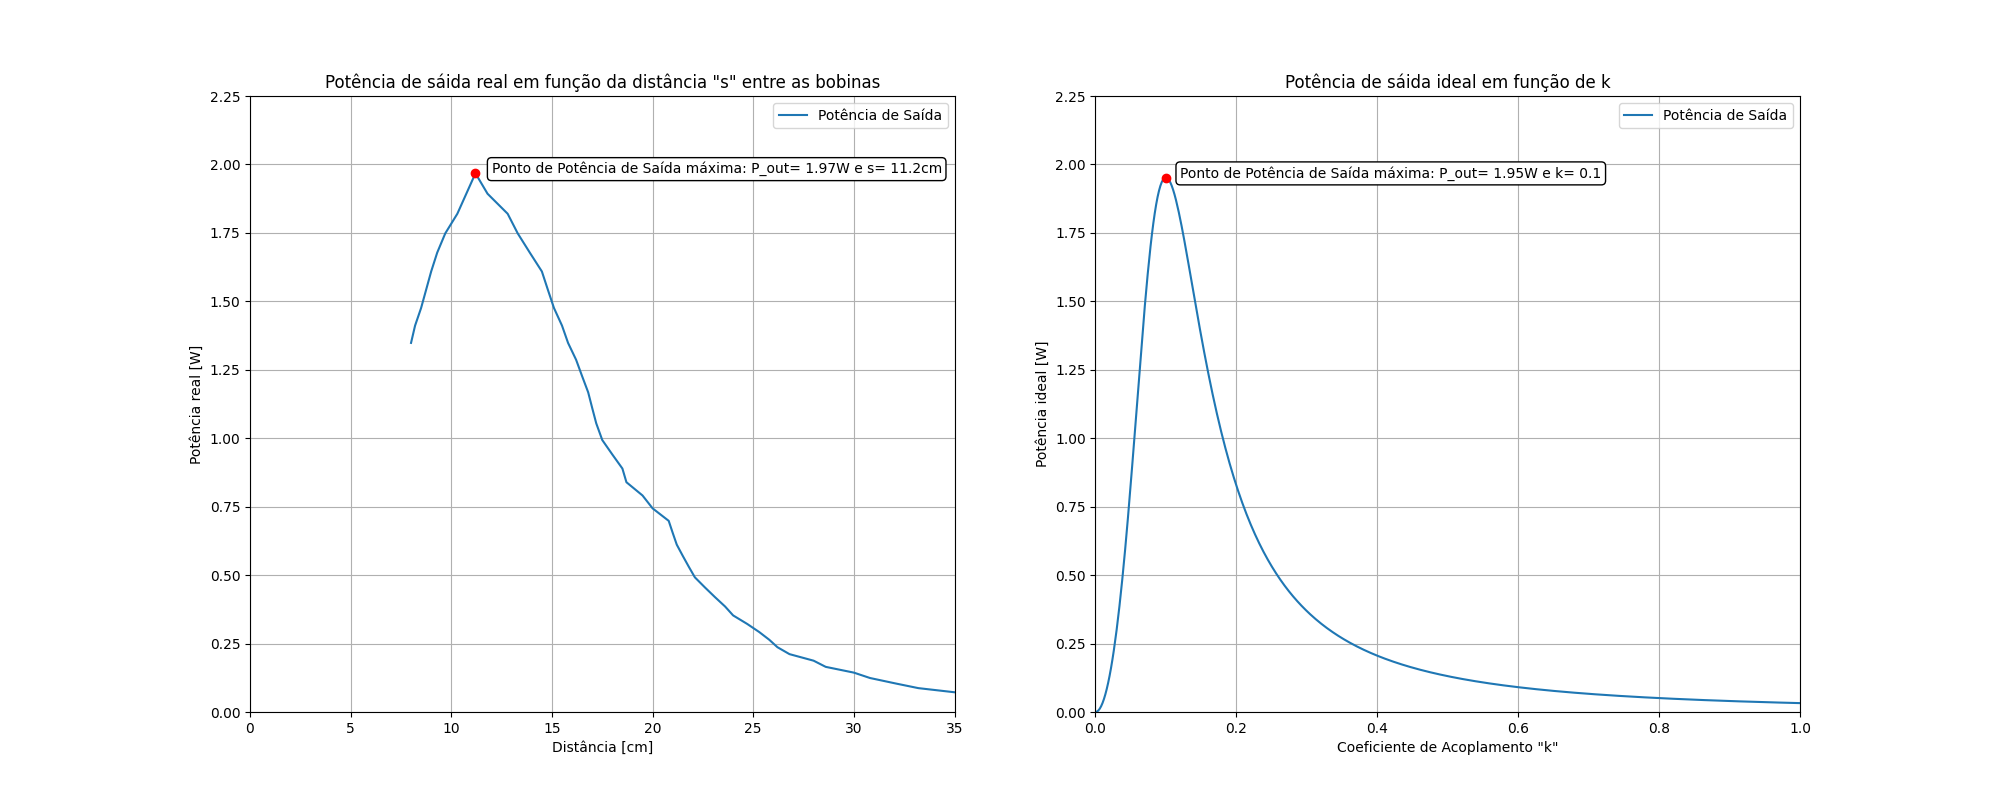 Potência de sáida real em função da distância "s" entre as bobinas
2.25
2.00
1.75
1.50
1.25
1.00
0.75
0.50
0.25
0.00
Potência real [W]
Potência de Saída
Ponto de Potência de Saída máxima: P_out= 1.97W e s= 11.2cm
0 5 10 15 20 25 30 35
Distância [cm]
Potência de sáida ideal em função de k
2.25
2.00
1.75
1.50
1.25
1.00
0.75
0.50
0.25
0.00
Potência ideal [W]
Potência de Saída
Ponto de Potência de Saída máxima: P_out= 1.95W e k= 0.1
0.0 0.2 0.4 0.6 0.8 1.0
Coeficiente de Acoplamento "k"